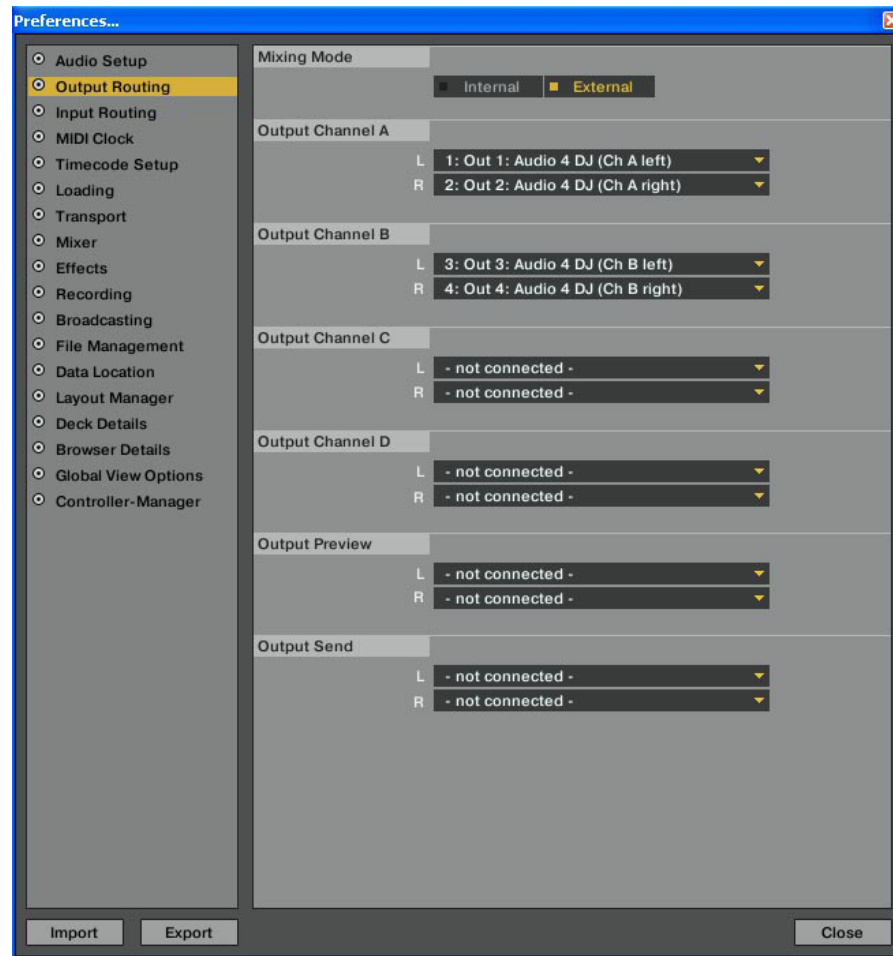 Preferences...
Audio Setup
Output Routing
Input Routing
MIDI Clock
Timecode Setup
Loading
Transport
Mixer
Effects
Recording
Broadcasting
File Management
Data Location
Layout Manager
Deck Details
Browser Details
Global View Options
Controller-Manager
Mixing Mode
Internal External
Output Channel A
L 1: Out 1: Audio 4 DJ (Ch A left)
R 2: Out 2: Audio 4 DJ (Ch A right)
Output Channel B
L 3: Out 3: Audio 4 DJ (Ch B left)
R 4: Out 4: Audio 4 DJ (Ch B right)
Output Channel C
L - not connected -
R - not connected -
Output Channel D
L - not connected -
R - not connected -
Output Preview
L - not connected -
R - not connected -
Output Send
L - not connected -
R - not connected -
Import Export Close